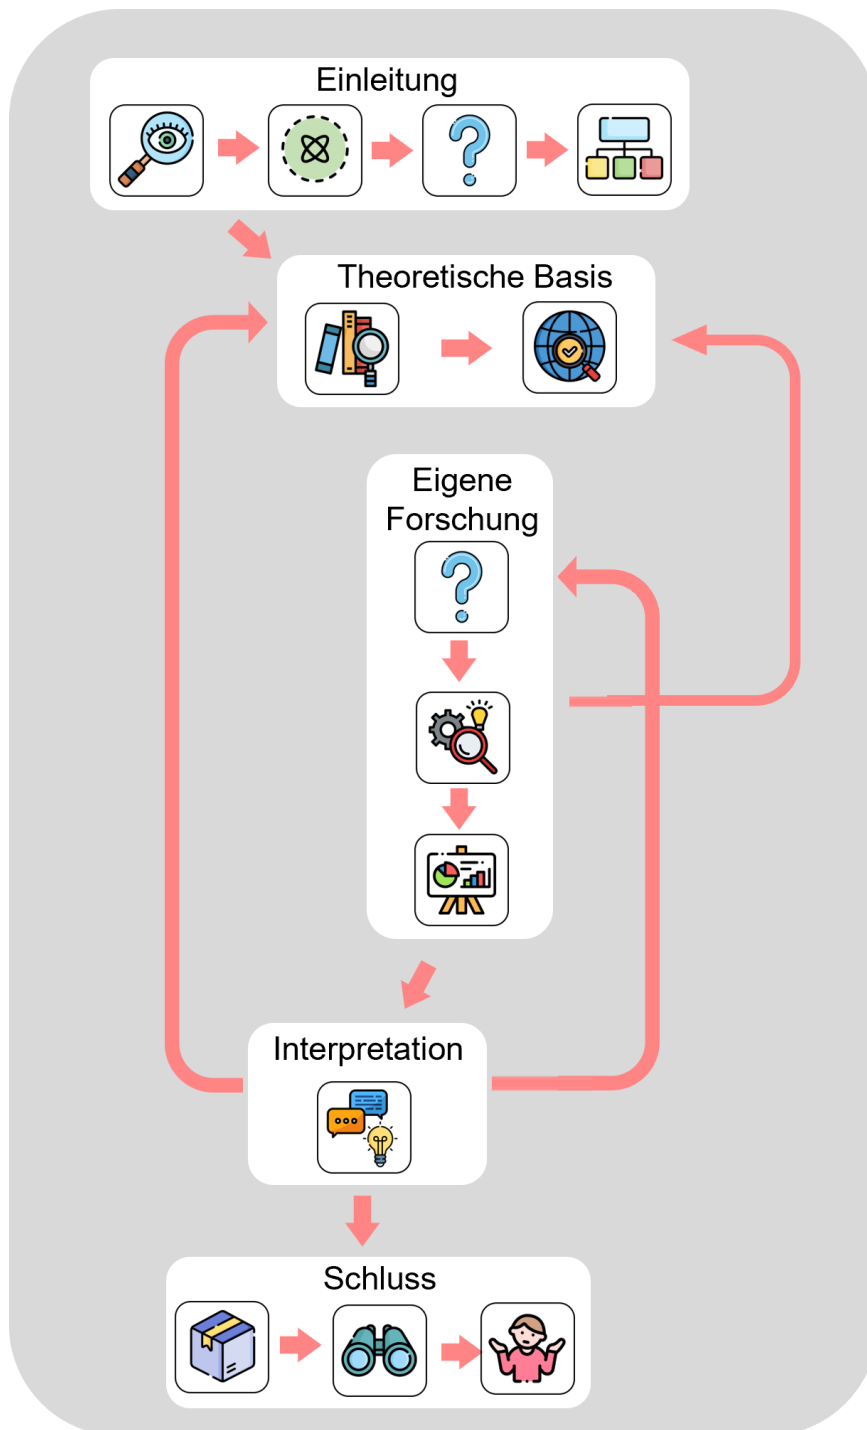 Einleitung
Theoretische Basis
Eigene
Forschung
Interpretation
Schluss